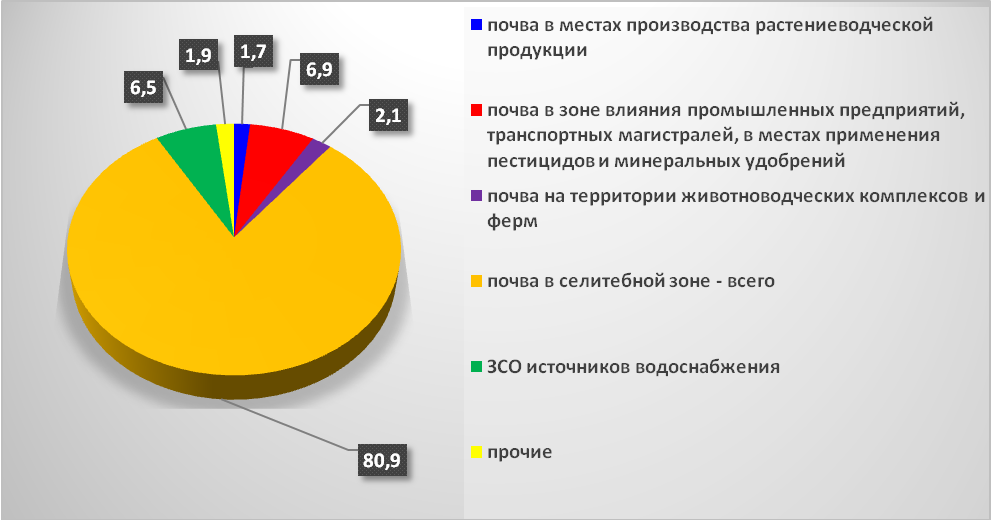 1,9
1,7
6,5
6,9
2,1
80,9
почва в местах производства растениеводческой
продукции
почва в зоне влияния промышленных предприятий,
транспортных магистралей, в местах применения
пестицидов и минеральных удобрений
почва на территории животноводческих комплексов и
ферм
почва в селитебной зоне - всего
ЗСО источников водоснабжения
прочие